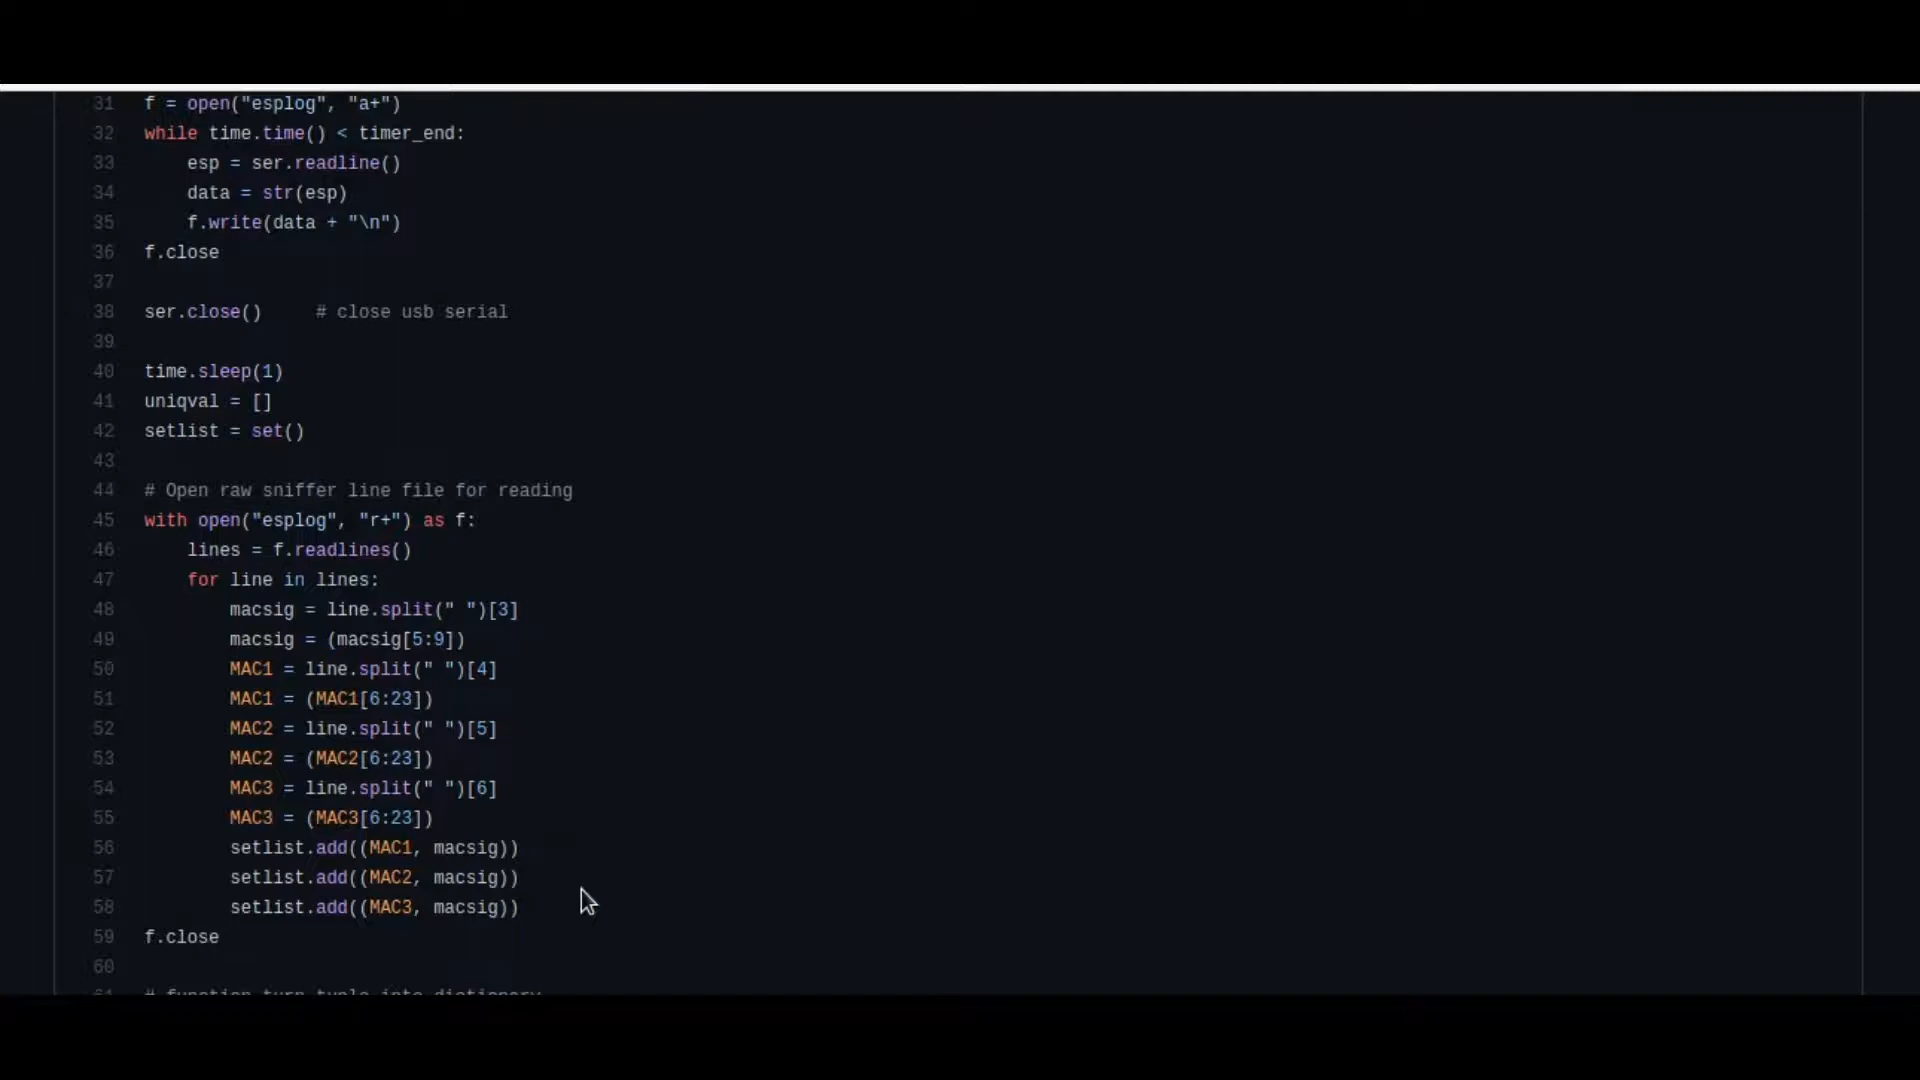 31 f = open("esplog", "a+")
32 while time.time() < timer_end:
33     esp = ser.readline()
34     data = str(esp)
35     f.write(data + "\n")
36 f.close
37
38 ser.close()     # close usb serial
39
40 time.sleep(1)
41 uniqval = []
42 setlist = set()
43
44 # Open raw sniffer line file for reading
45 with open("esplog", "r+") as f:
46     lines = f.readlines()
47     for line in lines:
48         macsig = line.split(" ")[3]
49         macsig = (macsig[5:9])
50         MAC1 = line.split(" ")[4]
51         MAC1 = (MAC1[6:23])
52         MAC2 = line.split(" ")[5]
53         MAC2 = (MAC2[6:23])
54         MAC3 = line.split(" ")[6]
55         MAC3 = (MAC3[6:23])
56         setlist.add((MAC1, macsig))
57         setlist.add((MAC2, macsig))
58         setlist.add((MAC3, macsig))
59 f.close
60
61 # function turn tuple into dictionary